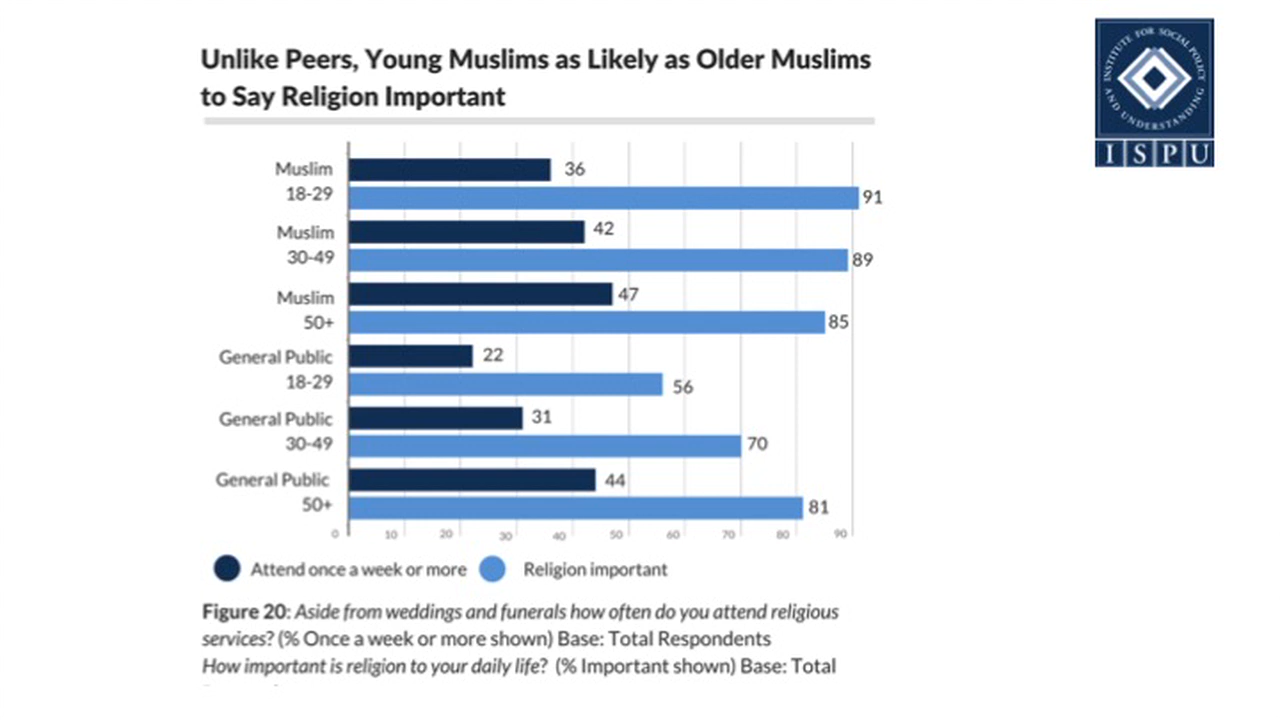 Unlike Peers, Young Muslims as Likely as Older Muslims
to Say Religion Important
INSTITUTE FOR SOCIAL POLICY
AND UNDERSTANDING
ISPU
Muslim 36
18-29 91
Muslim 42
30-49 89
Muslim 47
50+ 85
General Public 22
18-29 56
General Public 31
30-49 70
General Public 44
50+ 81
0 10 20 30 40 50 60 70 80 90
Attend once a week or more Religion important
Figure 20: Aside from weddings and funerals how often do you attend religious
services? (% Once a week or more shown) Base: Total Respondents
How important is religion to your daily life? (% Important shown) Base: Total